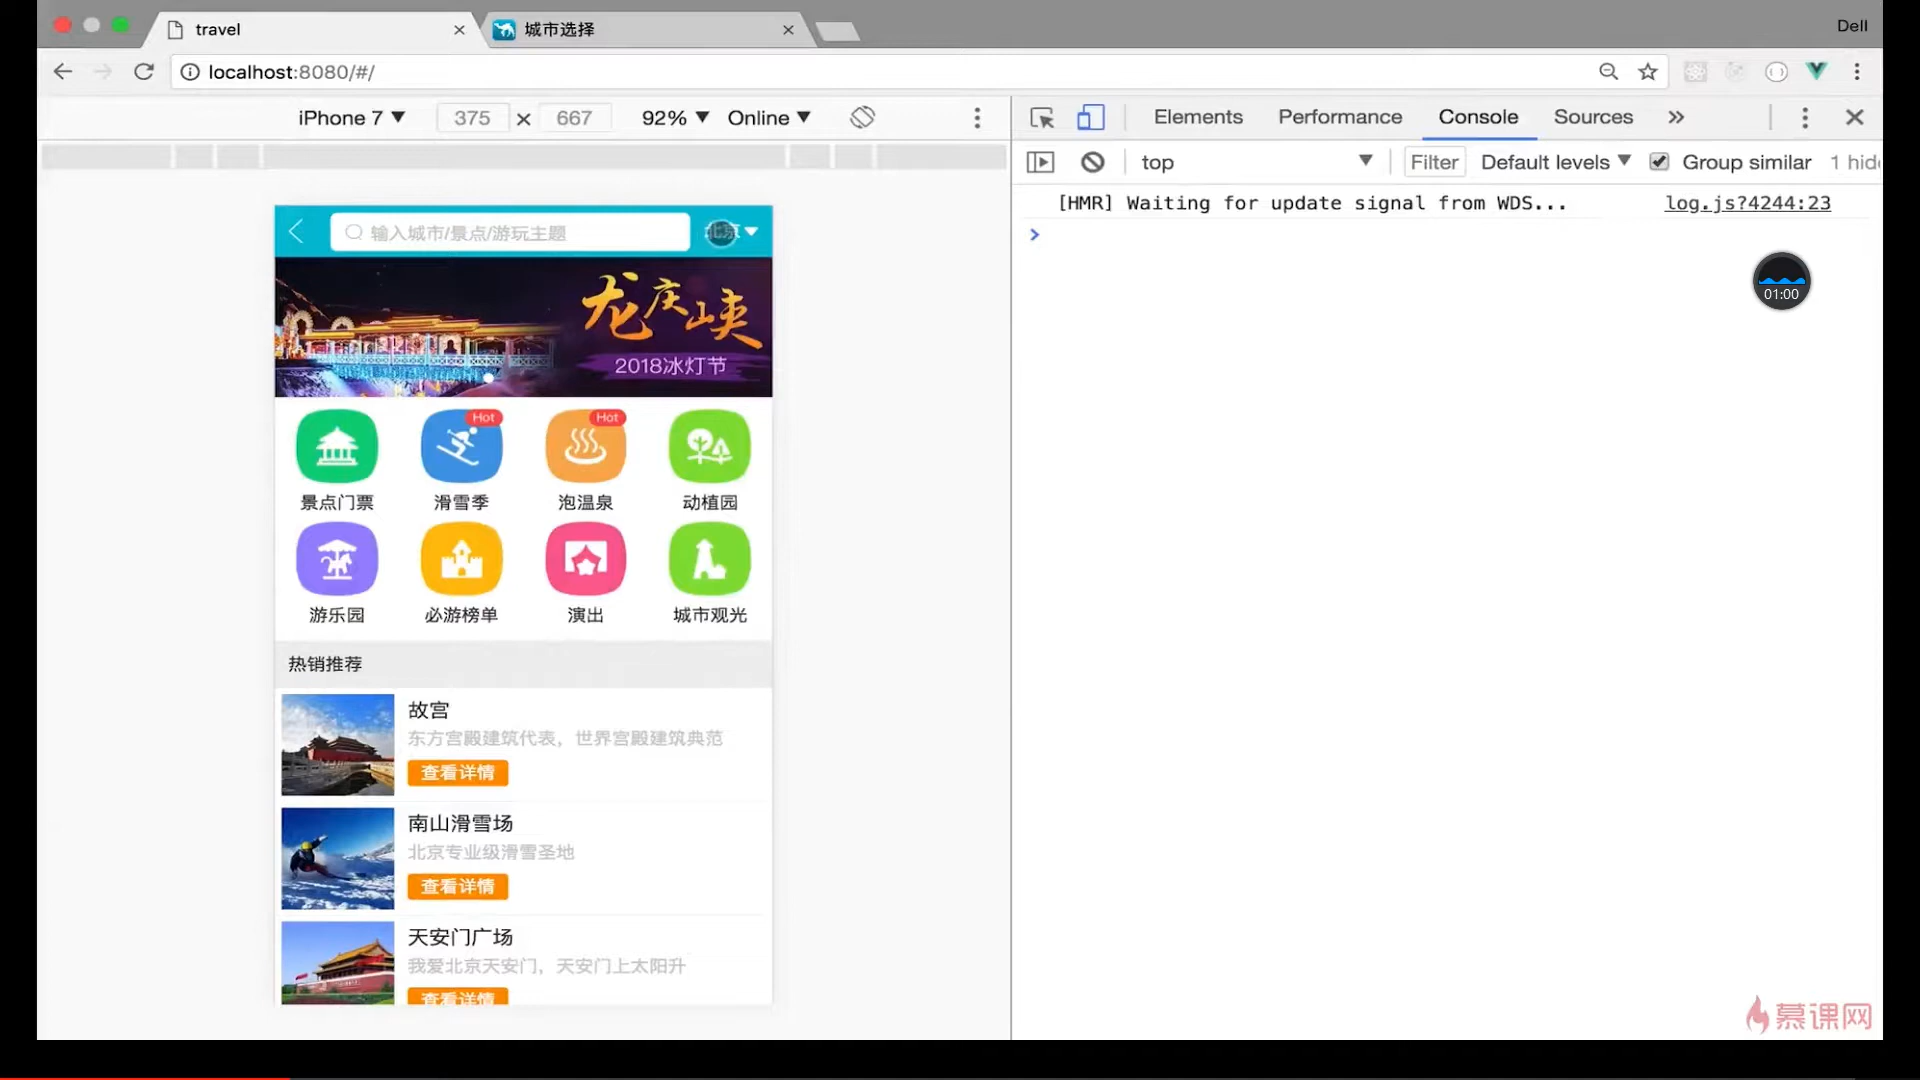 travel
城市选择
Dell
localhost:8080/#/
iPhone 7
375
667
92%
Online
Elements
Performance
Console
Sources
top
Filter
Default levels
Group similar
[HMR] Waiting for update signal from WDS...
log.js?4244:23
01:00
输入城市/景点/游玩主题
北京
龙庆峡
2018冰灯节
Hot
Hot
景点门票
滑雪季
泡温泉
动植园
游乐园
必游榜单
演出
城市观光
热销推荐
故宫
东方宫殿建筑代表，世界宫殿建筑典范
查看详情
南山滑雪场
北京专业级滑雪圣地
查看详情
天安门广场
我爱北京天安门，天安门上太阳升
查看详情
慕课网